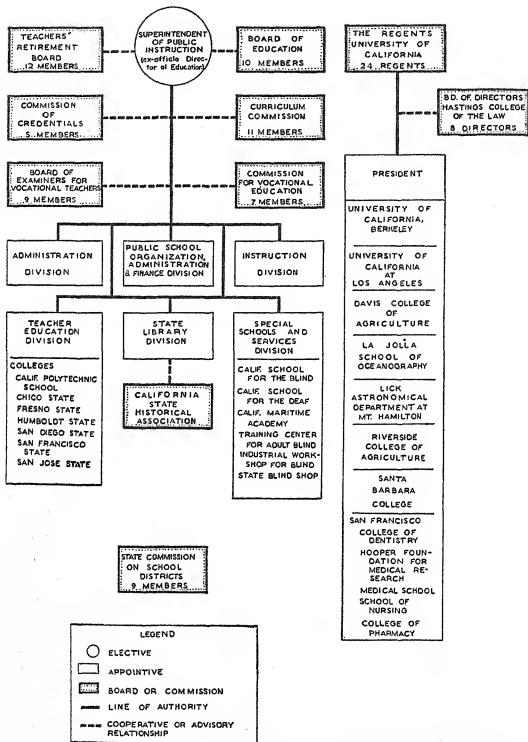 TEACHERS'
RETIREMENT
BOARD
12 MEMBERS
SUPERINTENDENT
OF PUBLIC
INSTRUCTION
(ex-officio Direc-
tor of Education)
BOARD OF
EDUCATION
10 MEMBERS
THE REGENTS
UNIVERSITY OF
CALIFORNIA
24 REGENTS
COMMISSION
OF
CREDENTIALS
5 MEMBERS
CURRICULUM
COMMISSION
11 MEMBERS
BD. OF DIRECTORS
HASTINGS COLLEGE
OF THE LAW
8 DIRECTORS
BOARD OF
EXAMINERS FOR
VOCATIONAL TEACHERS
9 MEMBERS
COMMISSION
FOR VOCATIONAL
EDUCATION
7 MEMBERS
PRESIDENT
UNIVERSITY OF
CALIFORNIA,
BERKELEY
UNIVERSITY OF
CALIFORNIA
AT
LOS ANGELES
DAVIS COLLEGE
OF
AGRICULTURE
LA JOLLA
SCHOOL OF
OCEANOGRAPHY
LICK
ASTRONOMICAL
DEPARTMENT AT
MT. HAMILTON
RIVERSIDE
COLLEGE OF
AGRICULTURE
SANTA
BARBARA
COLLEGE
SAN FRANCISCO
COLLEGE OF
DENTISTRY
HOOPER FOUN-
DATION FOR
MEDICAL RE-
SEARCH
MEDICAL SCHOOL
SCHOOL OF
NURSING
COLLEGE OF
PHARMACY
ADMINISTRATION
DIVISION
PUBLIC SCHOOL
ORGANIZATION,
ADMINISTRATION
& FINANCE DIVISION
INSTRUCTION
DIVISION
TEACHER
EDUCATION
DIVISION
COLLEGES
CALIF. POLYTECHNIC
SCHOOL
CHICO STATE
FRESNO STATE
HUMBOLDT STATE
SAN DIEGO STATE
SAN FRANCISCO
STATE
SAN JOSE STATE
STATE
LIBRARY
DIVISION
CALIFORNIA
STATE
HISTORICAL
ASSOCIATION
SPECIAL
SCHOOLS AND
SERVICES
DIVISION
CALIF. SCHOOL
FOR THE BLIND
CALIF. SCHOOL
FOR THE DEAF
CALIF. MARITIME
ACADEMY
TRAINING CENTER
FOR ADULT BLIND
INDUSTRIAL WORK-
SHOP FOR BLIND
STATE BLIND SHOP
STATE COMMISSION
ON SCHOOL
DISTRICTS
9 MEMBERS
LEGEND
ELECTIVE
APPOINTIVE
BOARD OR COMMISSION
LINE OF AUTHORITY
COOPERATIVE OR ADVISORY
RELATIONSHIP